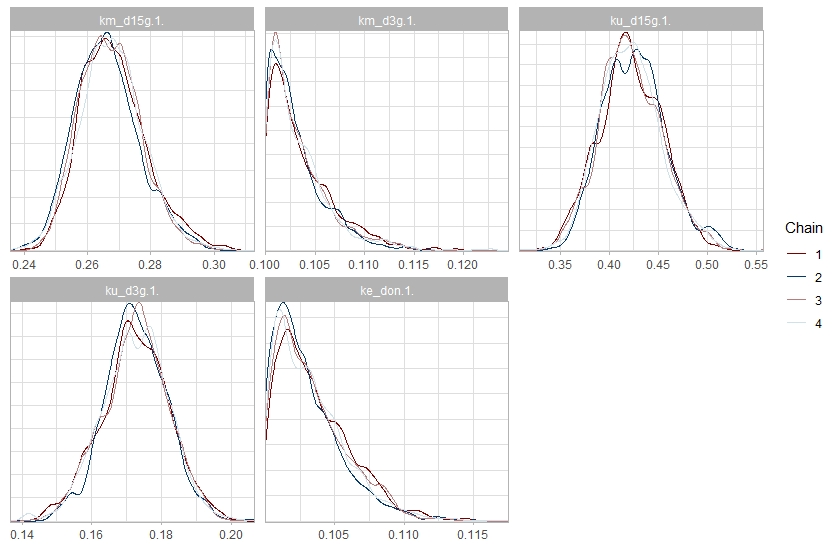 km_d15g.1.
km_d3g.1.
ku_d15g.1.
0.24 0.26 0.28 0.30
0.100 0.105 0.110 0.115 0.120
0.35 0.40 0.45 0.50 0.55
Chain
1
2
3
4
ku_d3g.1.
ke_don.1.
0.14 0.16 0.18 0.20
0.105 0.110 0.115